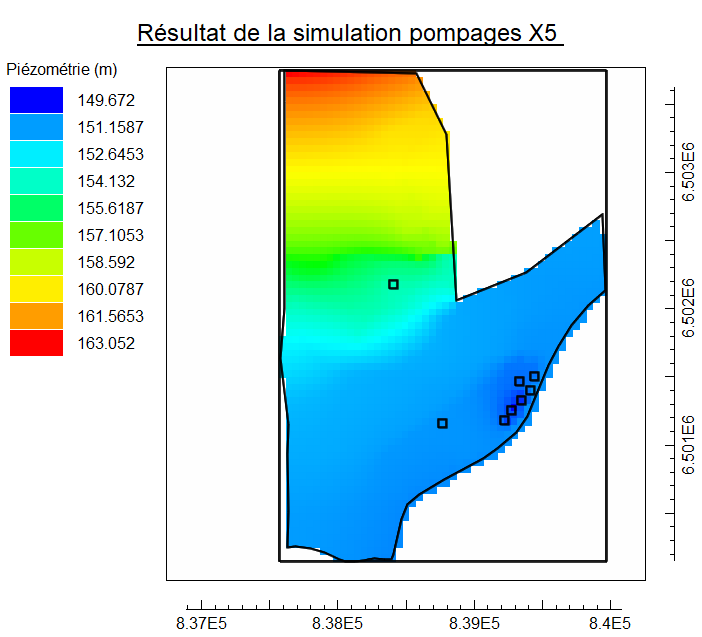 Résultat de la simulation pompages X5
Piézométrie (m)
149.672
151.1587
152.6453
154.132
155.6187
157.1053
158.592
160.0787
161.5653
163.052
6.503E6
6.502E6
6.501E6
8.37E5
8.38E5
8.39E5
8.4E5